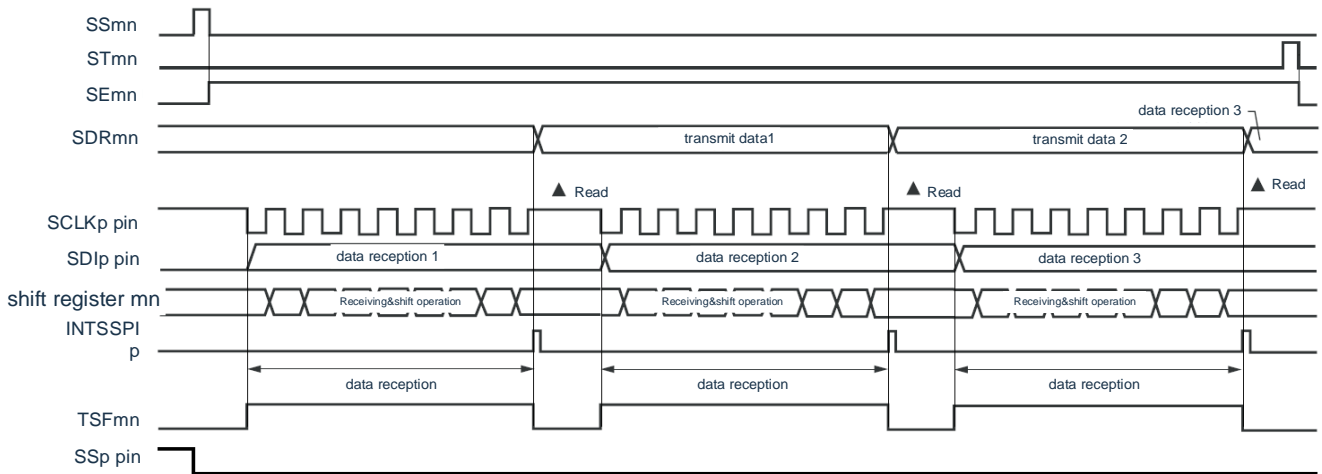 SSmn
STmn
SEmn
data reception 3
SDRmn
transmit data1
transmit data 2
▲ Read
▲ Read
▲ Read
SCLKp pin
SDIp pin
data reception 1
data reception 2
data reception 3
shift register mn
Receiving&shift operation
Receiving&shift operation
Receiving&shift operation
INTSSPI
p
data reception
data reception
data reception
TSFmn
SSp pin